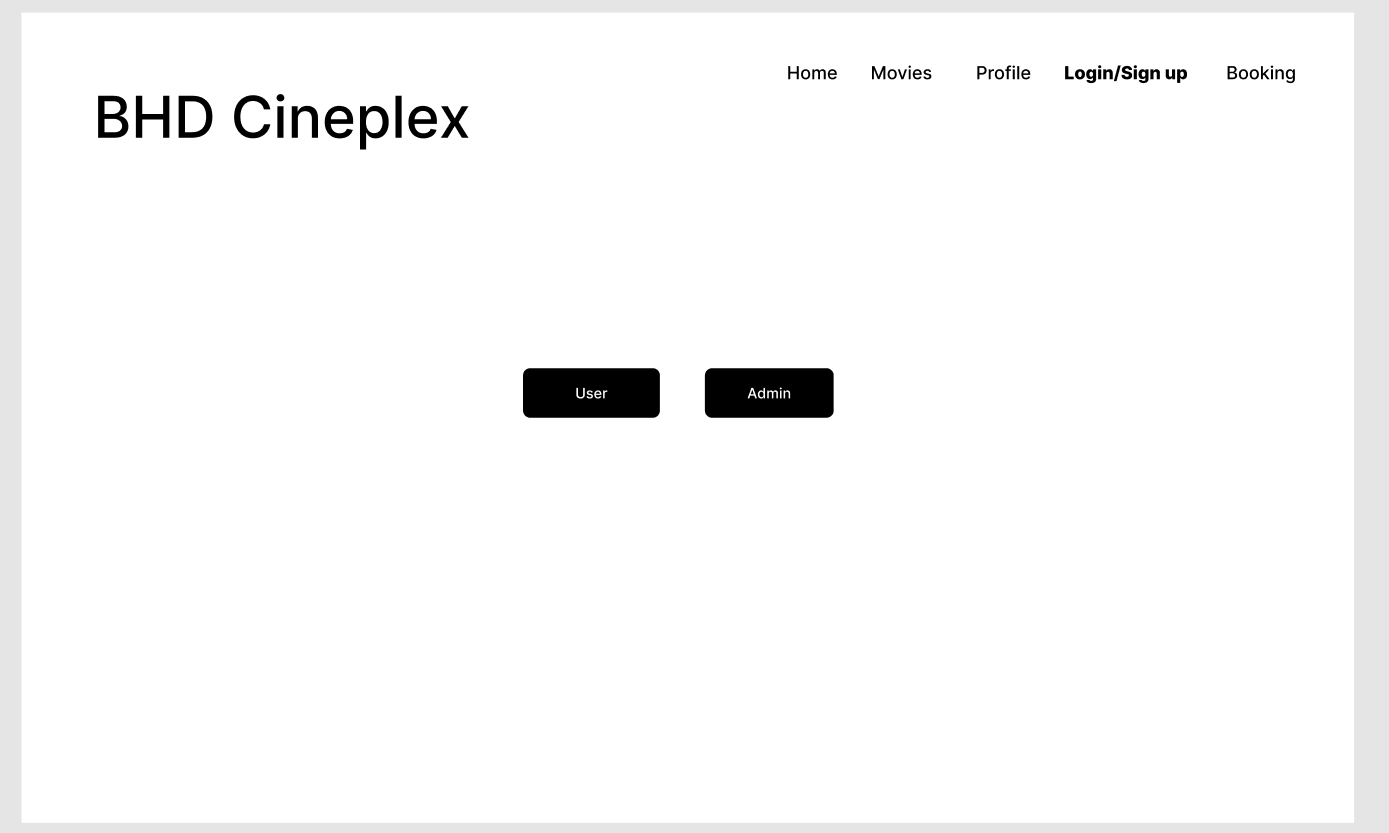 Home Movies Profile Login/Sign up Booking
BHD Cineplex
User Admin